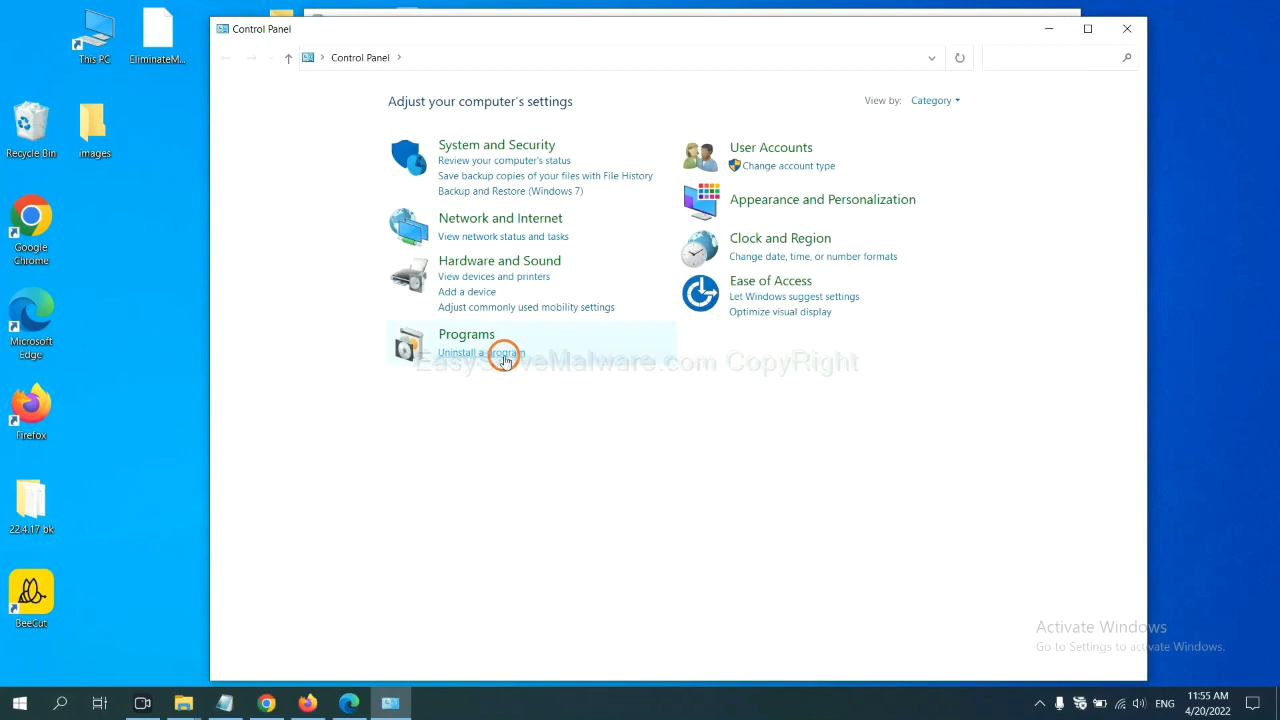 This PC
EliminateM...
Recycle Bin
images
Google
Chrome
Microsoft
Edge
Firefox
22.4.17 bk
BeeCut
Control Panel
Control Panel
Adjust your computer's settings
View by: Category
System and Security
Review your computer's status
Save backup copies of your files with File History
Backup and Restore (Windows 7)
Network and Internet
View network status and tasks
Hardware and Sound
View devices and printers
Add a device
Adjust commonly used mobility settings
Programs
Uninstall a program
User Accounts
Change account type
Appearance and Personalization
Clock and Region
Change date, time, or number formats
Ease of Access
Let Windows suggest settings
Optimize visual display
EasySolveMalware.com CopyRight
Activate Windows
Go to Settings to activate Windows.
ENG
11:55 AM
4/20/2022